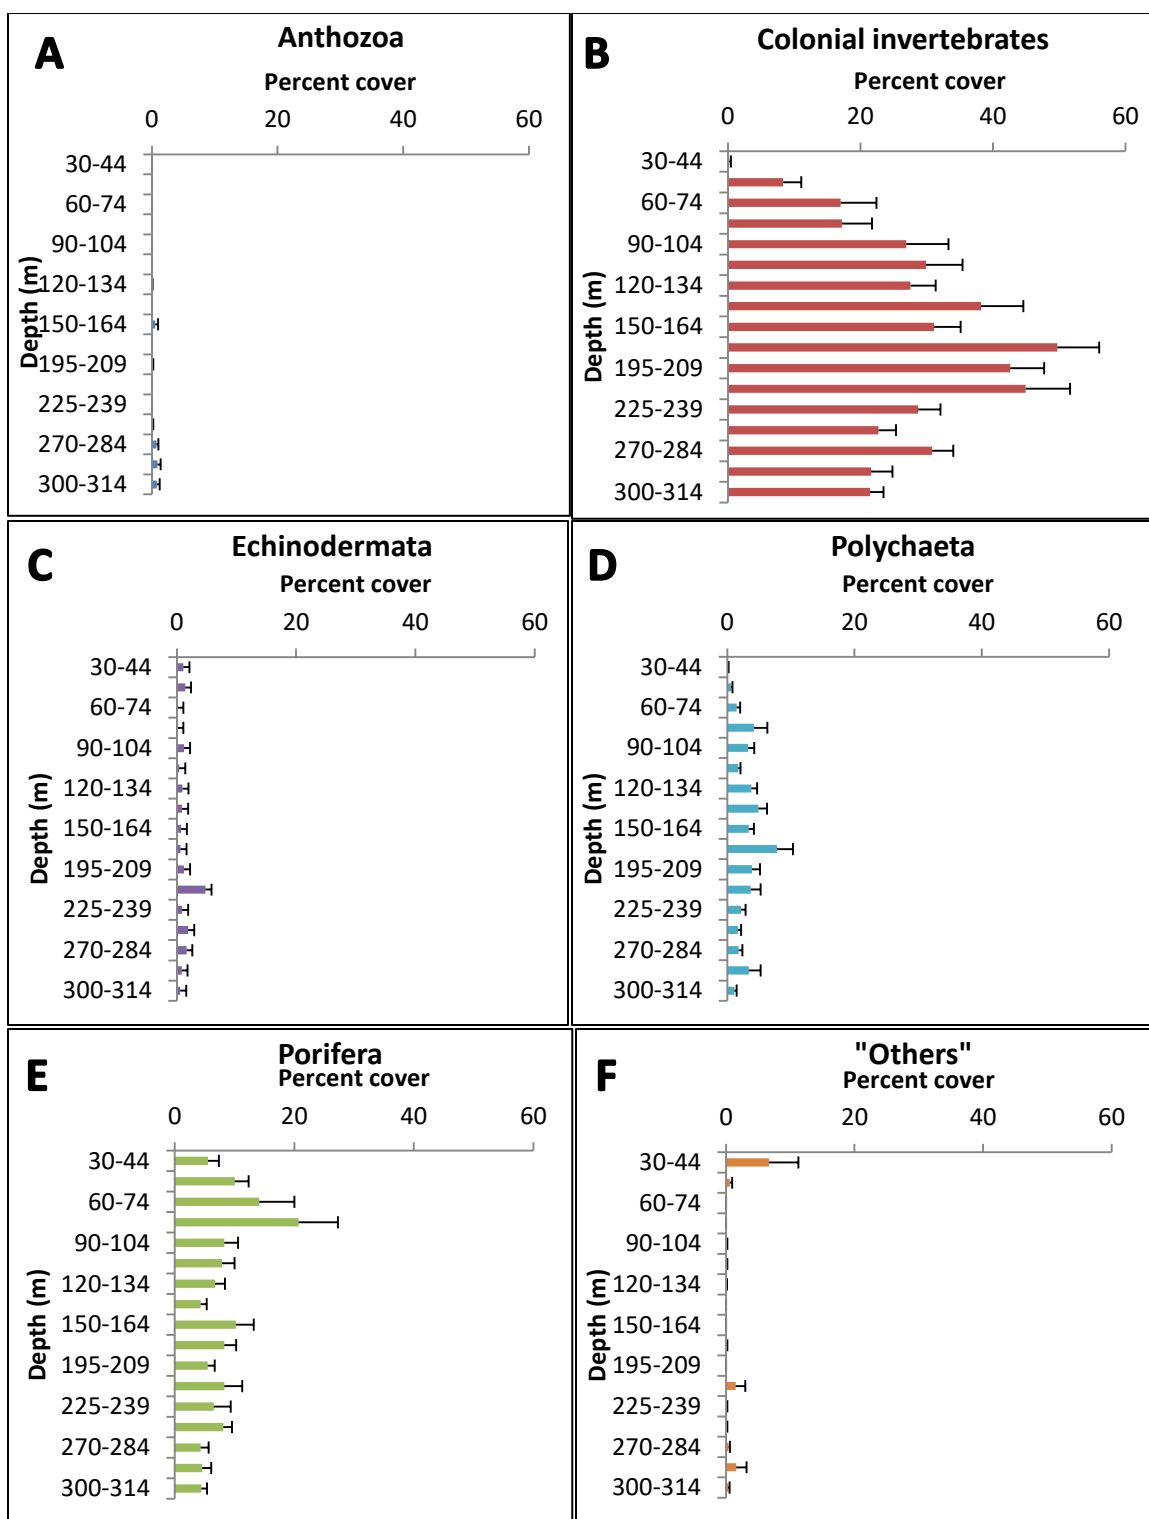 A
Anthozoa
Percent cover
0 20 40 60
Depth (m)
30-44
60-74
90-104
120-134
150-164
195-209
225-239
270-284
300-314
B
Colonial invertebrates
Percent cover
0 20 40 60
Depth (m)
30-44
60-74
90-104
120-134
150-164
195-209
225-239
270-284
300-314
C
Echinodermata
Percent cover
0 20 40 60
Depth (m)
30-44
60-74
90-104
120-134
150-164
195-209
225-239
270-284
300-314
D
Polychaeta
Percent cover
0 20 40 60
Depth (m)
30-44
60-74
90-104
120-134
150-164
195-209
225-239
270-284
300-314
E
Porifera
Percent cover
0 20 40 60
Depth (m)
30-44
60-74
90-104
120-134
150-164
195-209
225-239
270-284
300-314
F
"Others"
Percent cover
0 20 40 60
Depth (m)
30-44
60-74
90-104
120-134
150-164
195-209
225-239
270-284
300-314